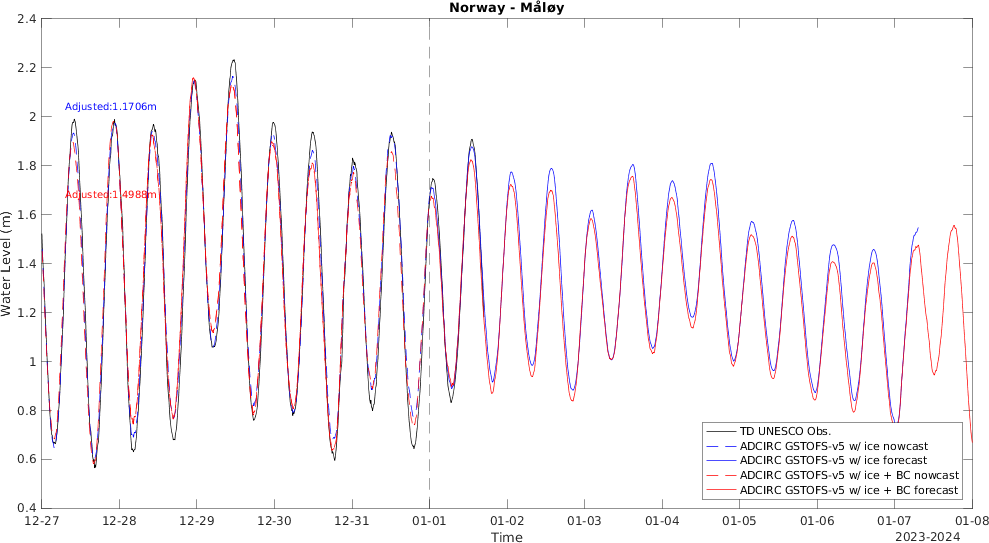 Norway - Måløy
2.4
2.2
2
1.8
1.6
1.4
1.2
1
0.8
0.6
0.4
Water Level (m)
Adjusted:1.1706m
Adjusted:1.4988m
TD UNESCO Obs.
ADCIRC GSTOFS-v5 w/ ice nowcast
ADCIRC GSTOFS-v5 w/ ice forecast
ADCIRC GSTOFS-v5 w/ ice + BC nowcast
ADCIRC GSTOFS-v5 w/ ice + BC forecast
12-27 12-28 12-29 12-30 12-31 01-01 01-02 01-03 01-04 01-05 01-06 01-07 01-08
Time
2023-2024